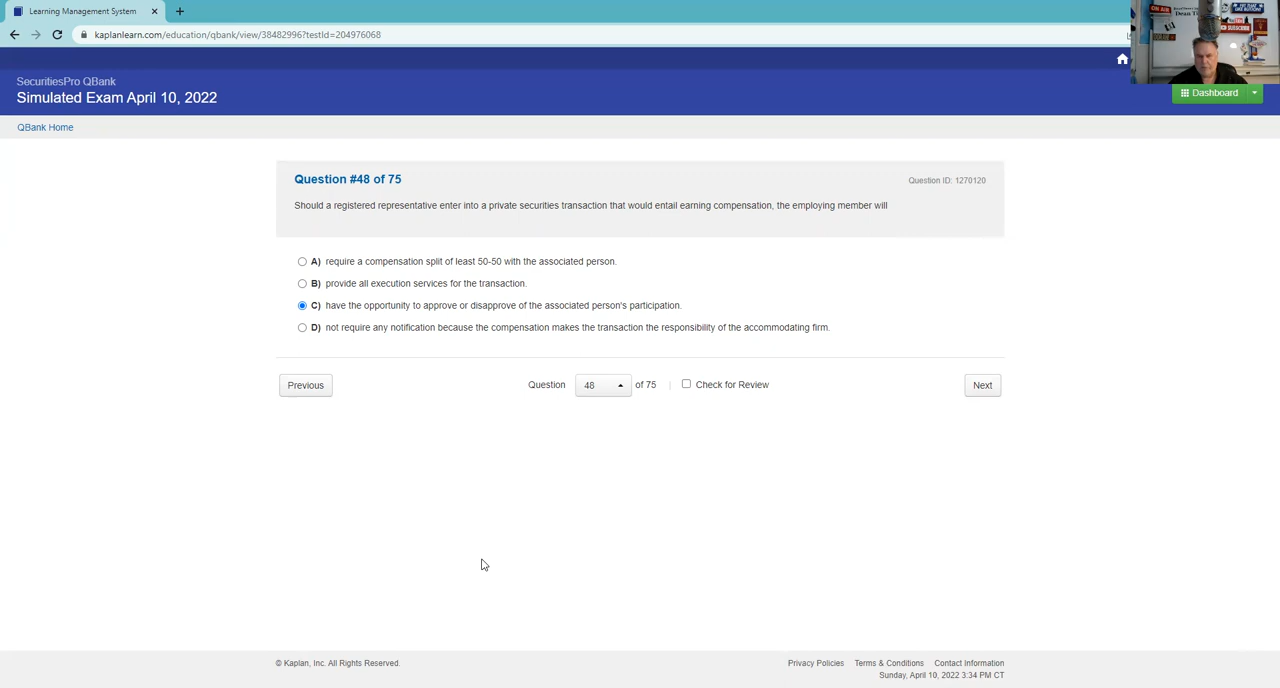 Learning Management System
kaplanlearn.com/education/qbank/view/38482996?testId=204976068
ON AIR
SecuritiesPro QBank
Simulated Exam April 10, 2022
Dashboard
QBank Home
Question #48 of 75
Question ID: 1270120
Should a registered representative enter into a private securities transaction that would entail earning compensation, the employing member will
A) require a compensation split of least 50-50 with the associated person.
B) provide all execution services for the transaction.
C) have the opportunity to approve or disapprove of the associated person's participation.
D) not require any notification because the compensation makes the transaction the responsibility of the accommodating firm.
Previous
Question 48 of 75 | Check for Review
Next
© Kaplan, Inc. All Rights Reserved.
Privacy Policies Terms & Conditions Contact Information
Sunday, April 10, 2022 3:34 PM CT